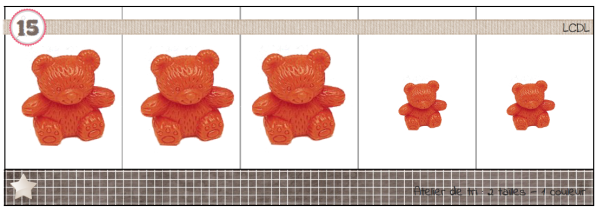 15
LCDL
Atelier de tri : 2 tailles - 1 couleur